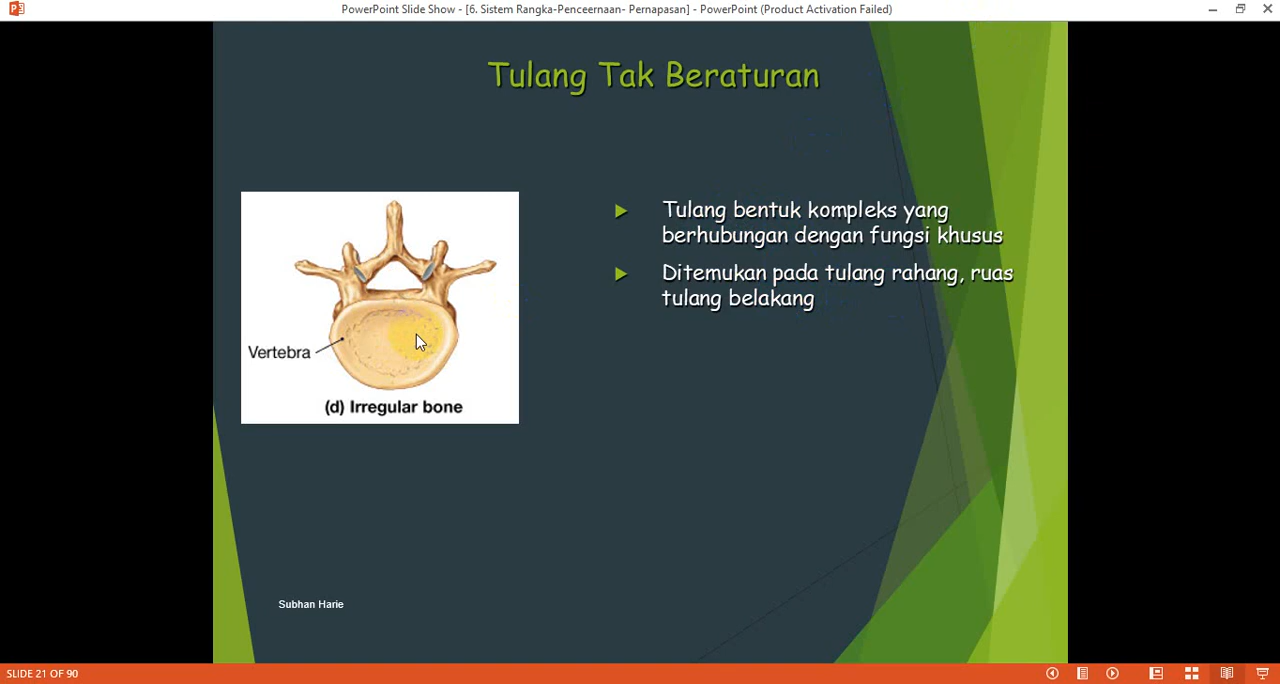 PowerPoint Slide Show - [6. Sistem Rangka-Penceernaan- Pernapasan] - PowerPoint (Product Activation Failed)
Tulang Tak Beraturan
Vertebra
(d) Irregular bone
Tulang bentuk kompleks yang
berhubungan dengan fungsi khusus
Ditemukan pada tulang rahang, ruas
tulang belakang
Subhan Harie
SLIDE 21 OF 90